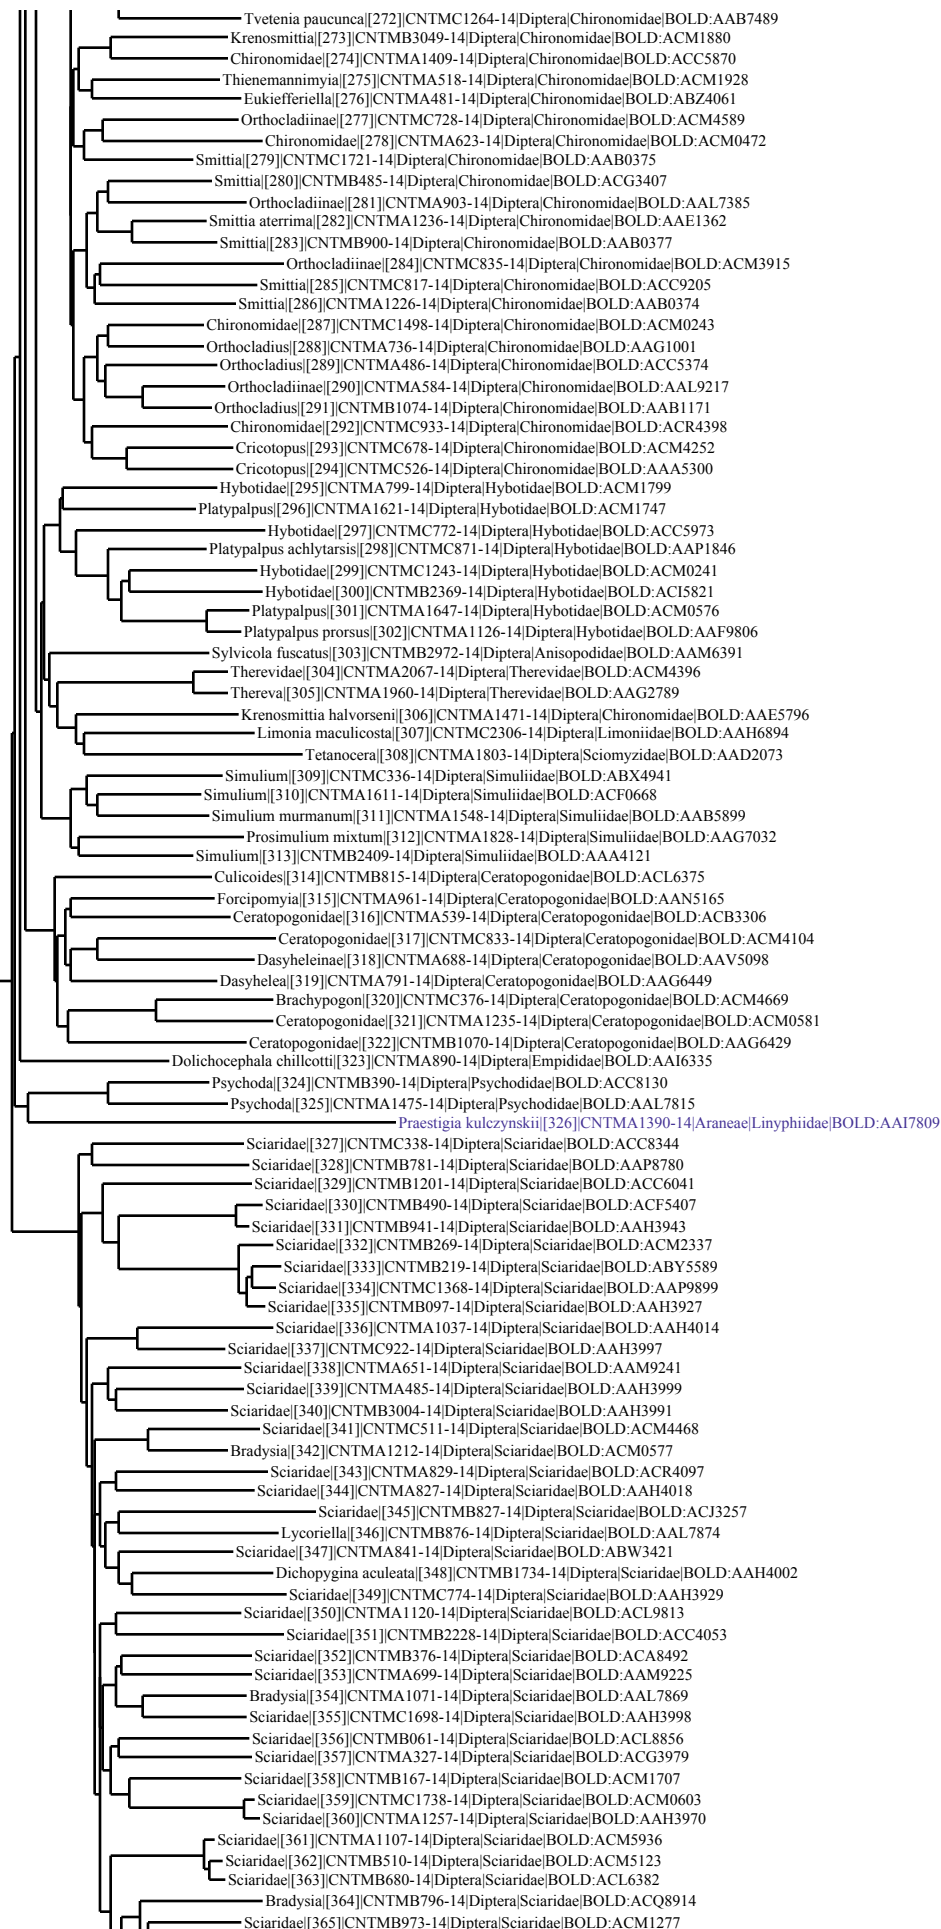 Tvetenia paucunca|[272]|CNTMC1264-14|Diptera|Chironomidae|BOLD:AAB7489
Krenosmittia|[273]|CNTMB3049-14|Diptera|Chironomidae|BOLD:ACM1880
Chironomidae|[274]|CNTMA1409-14|Diptera|Chironomidae|BOLD:ACC5870
Thienemannimyia|[275]|CNTMA518-14|Diptera|Chironomidae|BOLD:ACM1928
Eukiefferiella|[276]|CNTMA481-14|Diptera|Chironomidae|BOLD:ABZ4061
Orthocladiinae|[277]|CNTMC728-14|Diptera|Chironomidae|BOLD:ACM4589
Chironomidae|[278]|CNTMA623-14|Diptera|Chironomidae|BOLD:ACM0472
Smittia|[279]|CNTMC1721-14|Diptera|Chironomidae|BOLD:AAB0375
Smittia|[280]|CNTMB485-14|Diptera|Chironomidae|BOLD:ACG3407
Orthocladiinae|[281]|CNTMA903-14|Diptera|Chironomidae|BOLD:AAL7385
Smittia aterrima|[282]|CNTMA1236-14|Diptera|Chironomidae|BOLD:AAE1362
Smittia|[283]|CNTMB900-14|Diptera|Chironomidae|BOLD:AAB0377
Orthocladiinae|[284]|CNTMC835-14|Diptera|Chironomidae|BOLD:ACM3915
Smittia|[285]|CNTMC817-14|Diptera|Chironomidae|BOLD:ACC9205
Smittia|[286]|CNTMA1226-14|Diptera|Chironomidae|BOLD:AAB0374
Chironomidae|[287]|CNTMC1498-14|Diptera|Chironomidae|BOLD:ACM0243
Orthocladius|[288]|CNTMA736-14|Diptera|Chironomidae|BOLD:AAG1001
Orthocladius|[289]|CNTMA486-14|Diptera|Chironomidae|BOLD:ACC5374
Orthocladiinae|[290]|CNTMA584-14|Diptera|Chironomidae|BOLD:AAL9217
Orthocladius|[291]|CNTMB1074-14|Diptera|Chironomidae|BOLD:AAB1171
Chironomidae|[292]|CNTMC933-14|Diptera|Chironomidae|BOLD:ACR4398
Cricotopus|[293]|CNTMC678-14|Diptera|Chironomidae|BOLD:ACM4252
Cricotopus|[294]|CNTMC526-14|Diptera|Chironomidae|BOLD:AAA5300
Hybotidae|[295]|CNTMA799-14|Diptera|Hybotidae|BOLD:ACM1799
Platypalpus|[296]|CNTMA1621-14|Diptera|Hybotidae|BOLD:ACM1747
Hybotidae|[297]|CNTMC772-14|Diptera|Hybotidae|BOLD:ACC5973
Platypalpus achlytarsis|[298]|CNTMC871-14|Diptera|Hybotidae|BOLD:AAP1846
Hybotidae|[299]|CNTMC1243-14|Diptera|Hybotidae|BOLD:ACM0241
Hybotidae|[300]|CNTMB2369-14|Diptera|Hybotidae|BOLD:ACI5821
Platypalpus|[301]|CNTMA1647-14|Diptera|Hybotidae|BOLD:ACM0576
Platypalpus prorsus|[302]|CNTMA1126-14|Diptera|Hybotidae|BOLD:AAF9806
Sylvicola fuscatus|[303]|CNTMB2972-14|Diptera|Anisopodidae|BOLD:AAM6391
Therevidae|[304]|CNTMA2067-14|Diptera|Therevidae|BOLD:ACM4396
Thereva|[305]|CNTMA1960-14|Diptera|Therevidae|BOLD:AAG2789
Krenosmittia halvorseni|[306]|CNTMA1471-14|Diptera|Chironomidae|BOLD:AAE5796
Limonia maculicosta|[307]|CNTMC2306-14|Diptera|Limoniidae|BOLD:AAH6894
Tetanocera|[308]|CNTMA1803-14|Diptera|Sciomyzidae|BOLD:AAD2073
Simulium|[309]|CNTMC336-14|Diptera|Simuliidae|BOLD:ABX4941
Simulium|[310]|CNTMA1611-14|Diptera|Simuliidae|BOLD:ACF0668
Simulium murmanum|[311]|CNTMA1548-14|Diptera|Simuliidae|BOLD:AAB5899
Prosimulium mixtum|[312]|CNTMA1828-14|Diptera|Simuliidae|BOLD:AAG7032
Simulium|[313]|CNTMB2409-14|Diptera|Simuliidae|BOLD:AAA4121
Culicoides|[314]|CNTMB815-14|Diptera|Ceratopogonidae|BOLD:ACL6375
Forcipomyia|[315]|CNTMA961-14|Diptera|Ceratopogonidae|BOLD:AAN5165
Ceratopogonidae|[316]|CNTMA539-14|Diptera|Ceratopogonidae|BOLD:ACB3306
Ceratopogonidae|[317]|CNTMC833-14|Diptera|Ceratopogonidae|BOLD:ACM4104
Dasyheleinae|[318]|CNTMA688-14|Diptera|Ceratopogonidae|BOLD:AAV5098
Dasyhelea|[319]|CNTMA791-14|Diptera|Ceratopogonidae|BOLD:AAG6449
Brachypogon|[320]|CNTMC376-14|Diptera|Ceratopogonidae|BOLD:ACM4669
Ceratopogonidae|[321]|CNTMA1235-14|Diptera|Ceratopogonidae|BOLD:ACM0581
Ceratopogonidae|[322]|CNTMB1070-14|Diptera|Ceratopogonidae|BOLD:AAG6429
Dolichocephala chillcotti|[323]|CNTMA890-14|Diptera|Empididae|BOLD:AAI6335
Psychoda|[324]|CNTMB390-14|Diptera|Psychodidae|BOLD:ACC8130
Psychoda|[325]|CNTMA1475-14|Diptera|Psychodidae|BOLD:AAL7815
Praestigia kulczynskii|[326]|CNTMA1390-14|Araneae|Linyphiidae|BOLD:AAI7809
Sciaridae|[327]|CNTMC338-14|Diptera|Sciaridae|BOLD:ACC8344
Sciaridae|[328]|CNTMB781-14|Diptera|Sciaridae|BOLD:AAP8780
Sciaridae|[329]|CNTMB1201-14|Diptera|Sciaridae|BOLD:ACC6041
Sciaridae|[330]|CNTMB490-14|Diptera|Sciaridae|BOLD:ACF5407
Sciaridae|[331]|CNTMB941-14|Diptera|Sciaridae|BOLD:AAH3943
Sciaridae|[332]|CNTMB269-14|Diptera|Sciaridae|BOLD:ACM2337
Sciaridae|[333]|CNTMB219-14|Diptera|Sciaridae|BOLD:ABY5589
Sciaridae|[334]|CNTMC1368-14|Diptera|Sciaridae|BOLD:AAP9899
Sciaridae|[335]|CNTMB097-14|Diptera|Sciaridae|BOLD:AAH3927
Sciaridae|[336]|CNTMA1037-14|Diptera|Sciaridae|BOLD:AAH4014
Sciaridae|[337]|CNTMC922-14|Diptera|Sciaridae|BOLD:AAH3997
Sciaridae|[338]|CNTMA651-14|Diptera|Sciaridae|BOLD:AAM9241
Sciaridae|[339]|CNTMA485-14|Diptera|Sciaridae|BOLD:AAH3999
Sciaridae|[340]|CNTMB3004-14|Diptera|Sciaridae|BOLD:AAH3991
Sciaridae|[341]|CNTMC511-14|Diptera|Sciaridae|BOLD:ACM4468
Bradysia|[342]|CNTMA1212-14|Diptera|Sciaridae|BOLD:ACM0577
Sciaridae|[343]|CNTMA829-14|Diptera|Sciaridae|BOLD:ACR4097
Sciaridae|[344]|CNTMA827-14|Diptera|Sciaridae|BOLD:AAH4018
Sciaridae|[345]|CNTMB827-14|Diptera|Sciaridae|BOLD:ACJ3257
Lycoriella|[346]|CNTMB876-14|Diptera|Sciaridae|BOLD:AAL7874
Sciaridae|[347]|CNTMA841-14|Diptera|Sciaridae|BOLD:ABW3421
Dichopygina aculeata|[348]|CNTMB1734-14|Diptera|Sciaridae|BOLD:AAH4002
Sciaridae|[349]|CNTMC774-14|Diptera|Sciaridae|BOLD:AAH3929
Sciaridae|[350]|CNTMA1120-14|Diptera|Sciaridae|BOLD:ACL9813
Sciaridae|[351]|CNTMB2228-14|Diptera|Sciaridae|BOLD:ACC4053
Sciaridae|[352]|CNTMB376-14|Diptera|Sciaridae|BOLD:ACA8492
Sciaridae|[353]|CNTMA699-14|Diptera|Sciaridae|BOLD:AAM9225
Bradysia|[354]|CNTMA1071-14|Diptera|Sciaridae|BOLD:AAL7869
Sciaridae|[355]|CNTMC1698-14|Diptera|Sciaridae|BOLD:AAH3998
Sciaridae|[356]|CNTMB061-14|Diptera|Sciaridae|BOLD:ACL8856
Sciaridae|[357]|CNTMA327-14|Diptera|Sciaridae|BOLD:ACG3979
Sciaridae|[358]|CNTMB167-14|Diptera|Sciaridae|BOLD:ACM1707
Sciaridae|[359]|CNTMC1738-14|Diptera|Sciaridae|BOLD:ACM0603
Sciaridae|[360]|CNTMA1257-14|Diptera|Sciaridae|BOLD:AAH3970
Sciaridae|[361]|CNTMA1107-14|Diptera|Sciaridae|BOLD:ACM5936
Sciaridae|[362]|CNTMB510-14|Diptera|Sciaridae|BOLD:ACM5123
Sciaridae|[363]|CNTMB680-14|Diptera|Sciaridae|BOLD:ACL6382
Bradysia|[364]|CNTMB796-14|Diptera|Sciaridae|BOLD:ACQ8914
Sciaridae|[365]|CNTMB973-14|Diptera|Sciaridae|BOLD:ACM1277